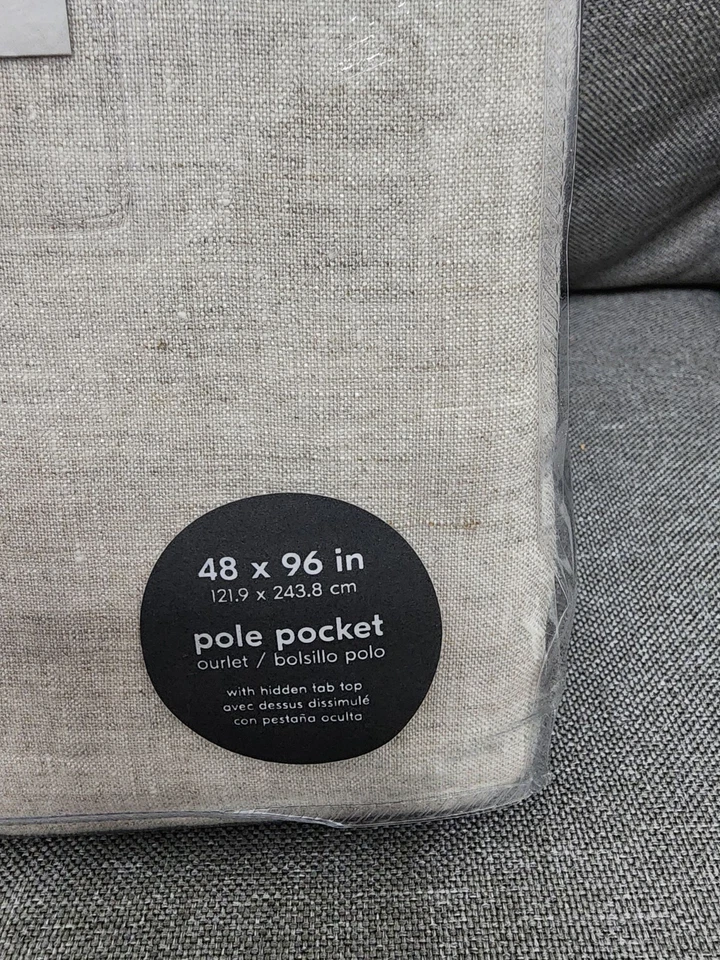 48 x 96 in
121.9 x 243.8 cm
pole pocket
ourlet / bolsillo polo
with hidden tab top
avec dessus dissimulé
con pestaña oculta